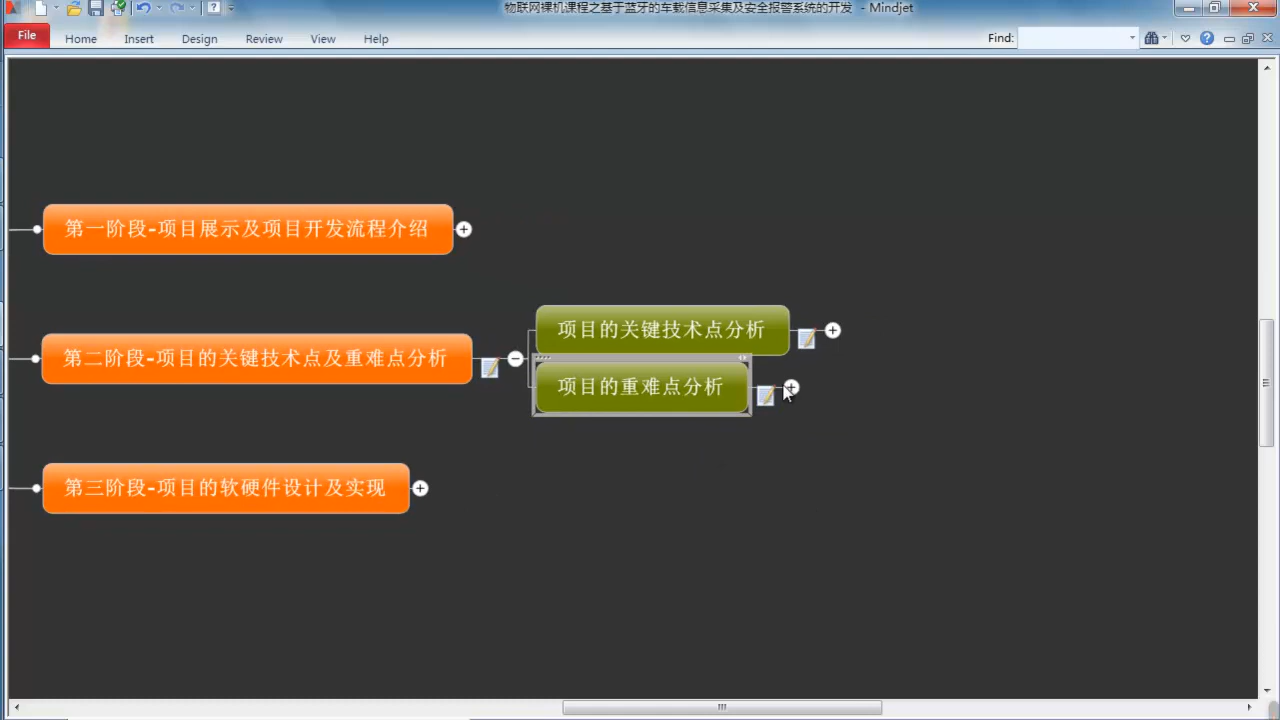 物联网裸机课程之基于蓝牙的车载信息采集及安全报警系统的开发 - Mindjet
File Home Insert Design Review View Help Find:
第一阶段-项目展示及项目开发流程介绍
项目的关键技术点分析
第二阶段-项目的关键技术点及重难点分析
项目的重难点分析
第三阶段-项目的软硬件设计及实现